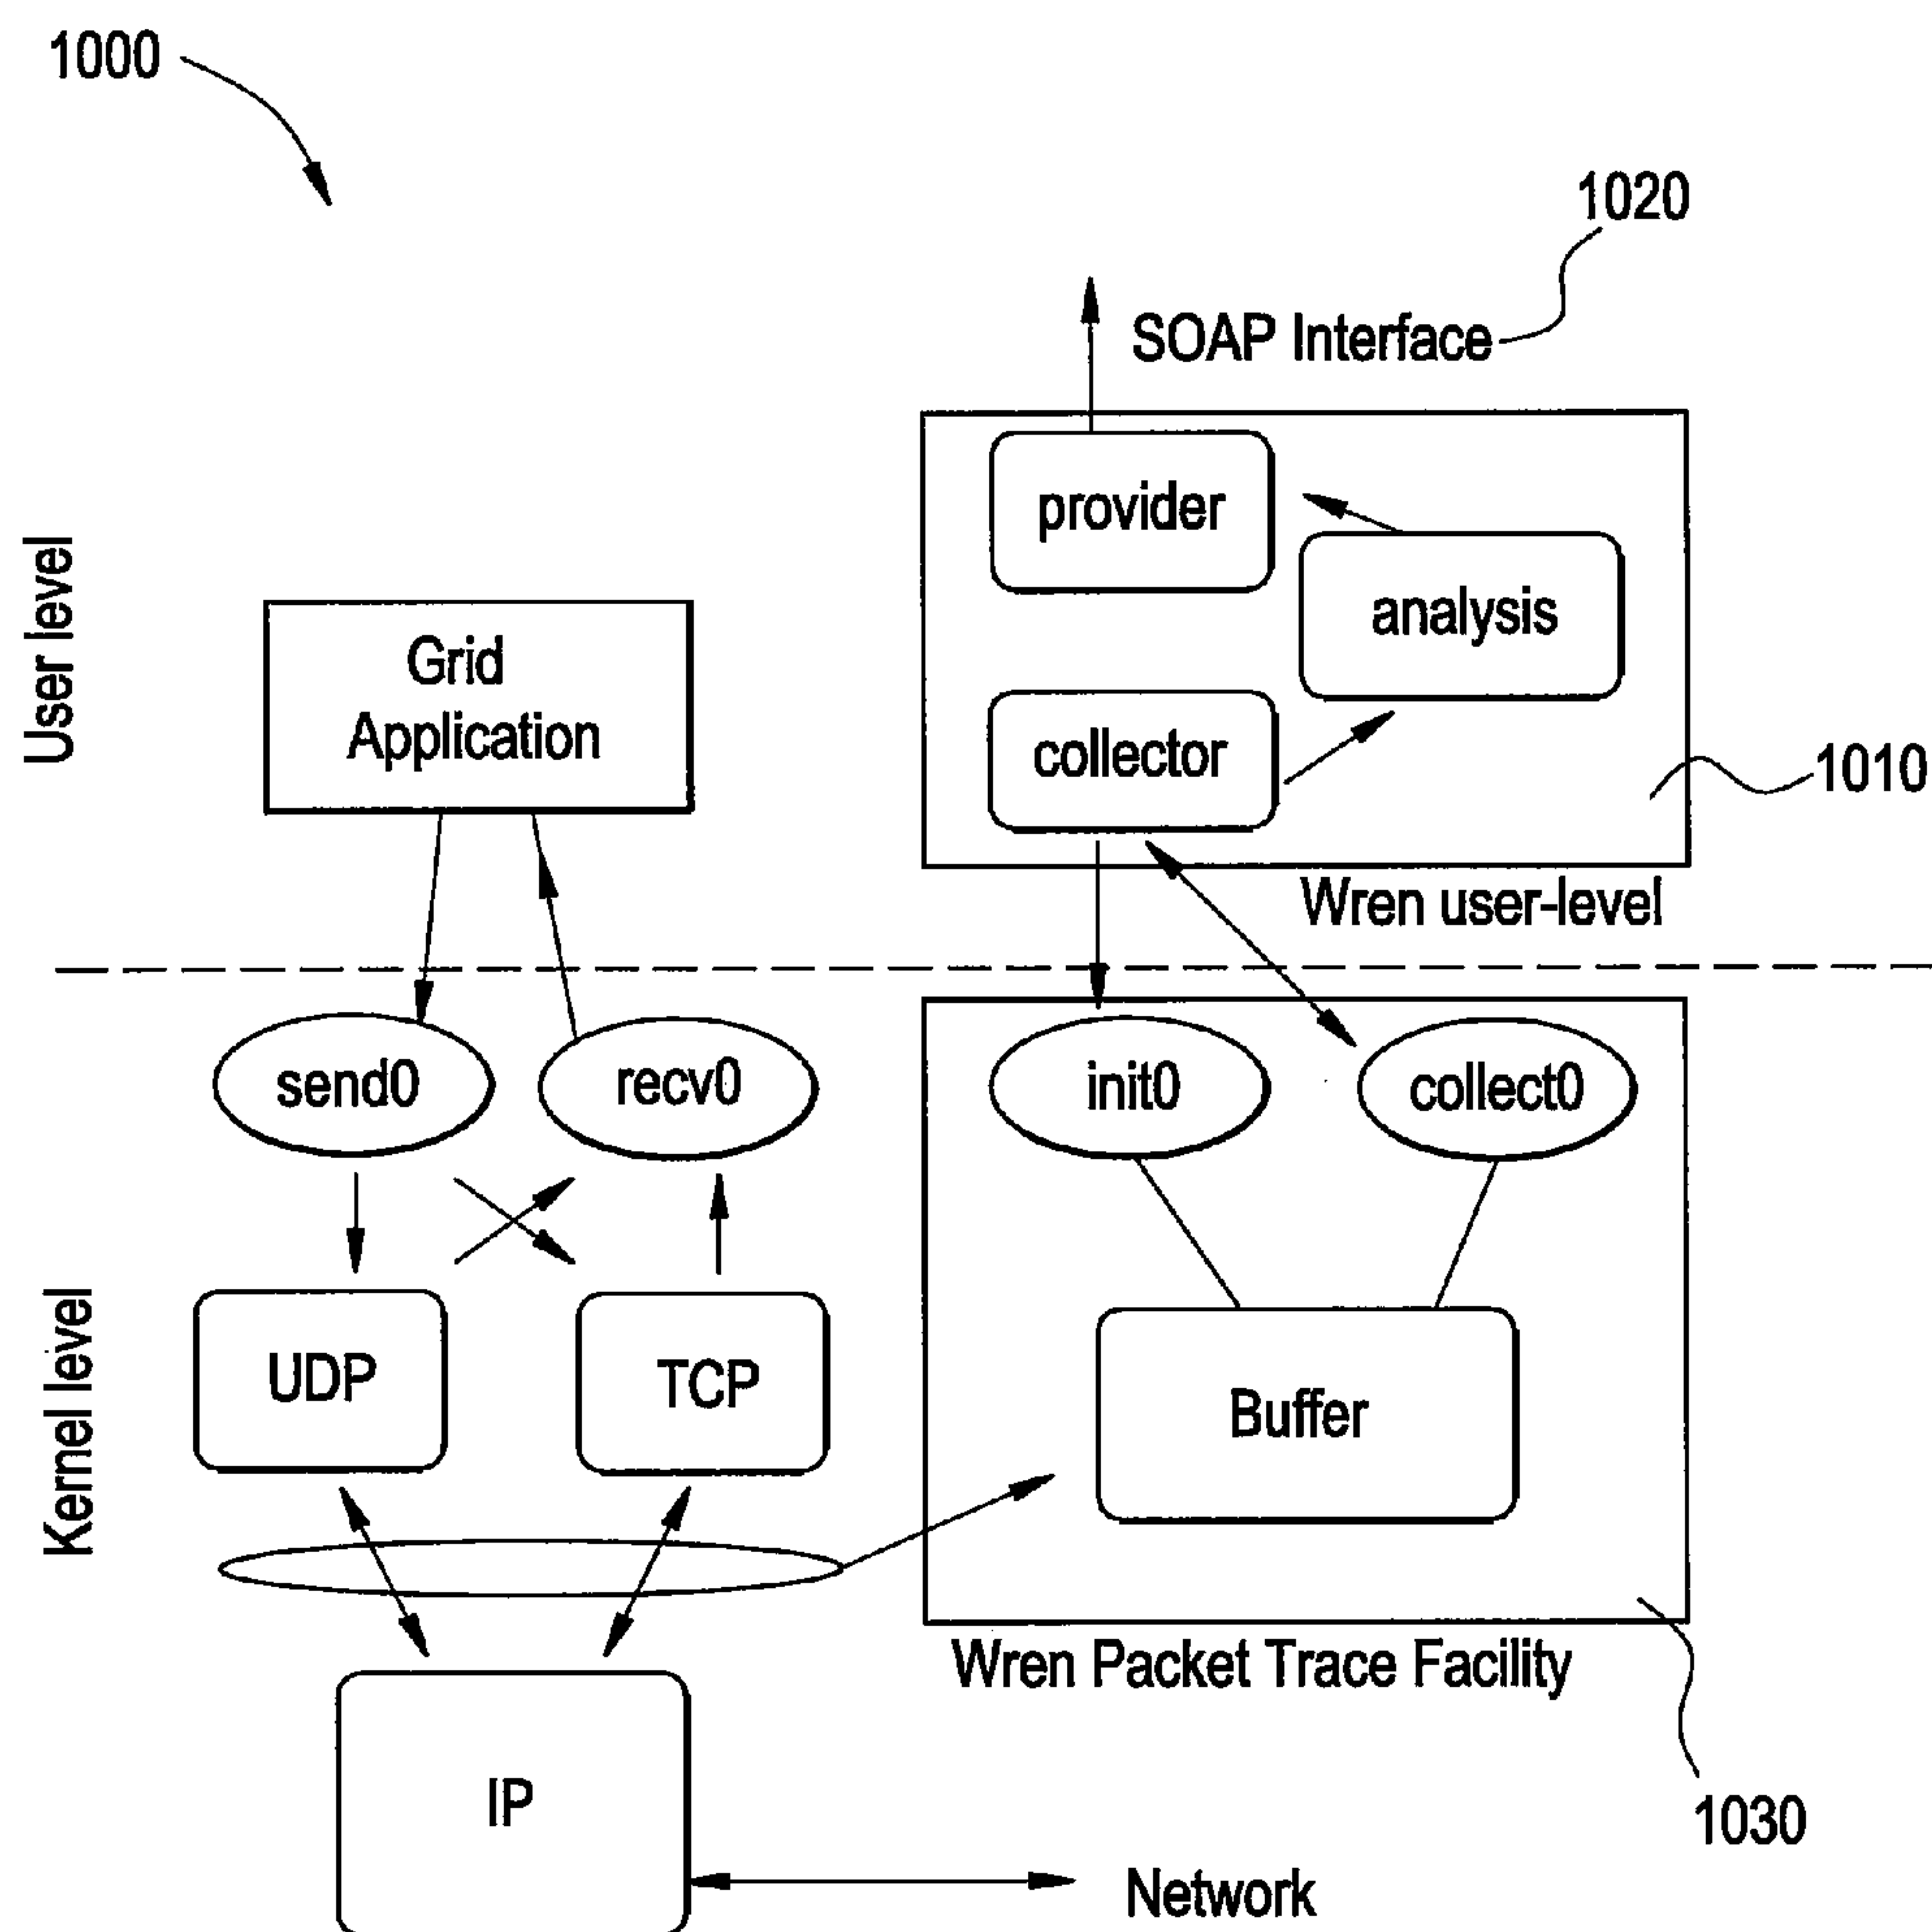 1000
1020
SOAP Interface
provider
analysis
User level
Grid
Application
collector
1010
Wren user-level
send0
recv0
init0
collect0
Kernel level
UDP
TCP
Buffer
Wren Packet Trace Facility
IP
1030
Network